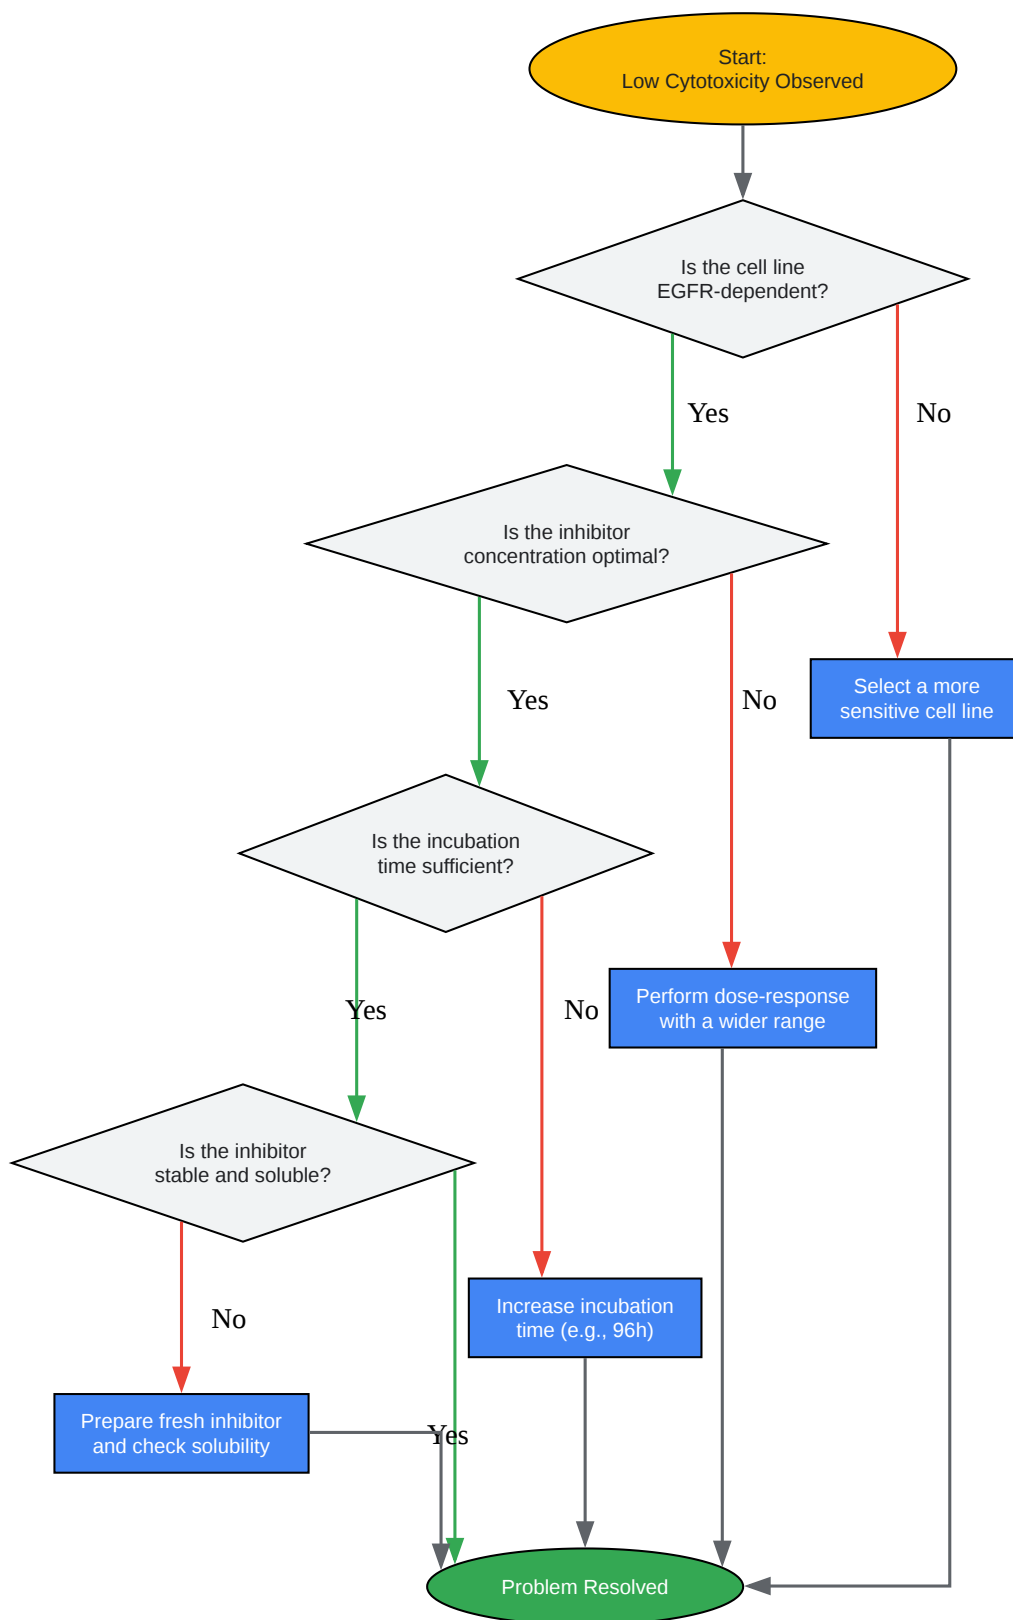 Start:
Low Cytotoxicity Observed
Is the cell line
EGFR-dependent?
Yes
No
Is the inhibitor
concentration optimal?
Yes
No
Select a more
sensitive cell line
Is the incubation
time sufficient?
Yes
No
Perform dose-response
with a wider range
Is the inhibitor
stable and soluble?
No
Increase incubation
time (e.g., 96h)
Prepare fresh inhibitor
and check solubility
Yes
Problem Resolved